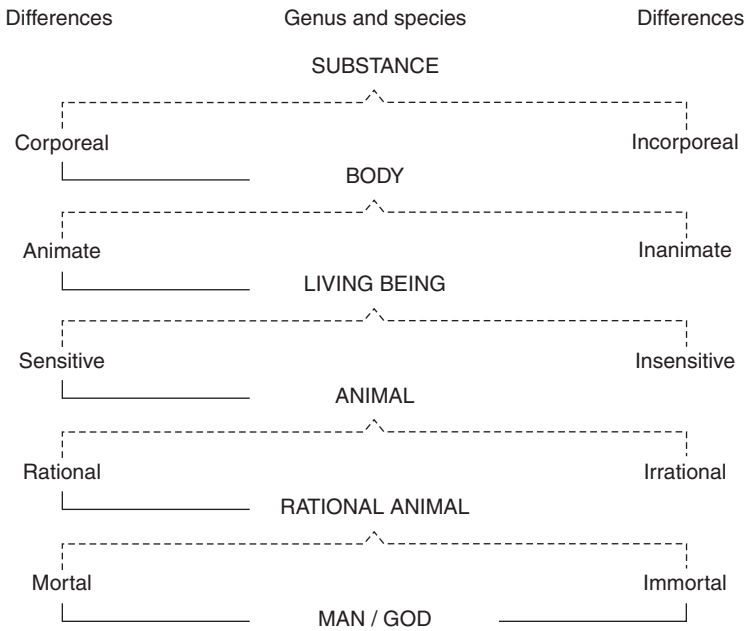 Differences Genus and species Differences
SUBSTANCE
Corporeal Incorporeal
BODY
Animate Inanimate
LIVING BEING
Sensitive Insensitive
ANIMAL
Rational Irrational
RATIONAL ANIMAL
Mortal Immortal
MAN / GOD